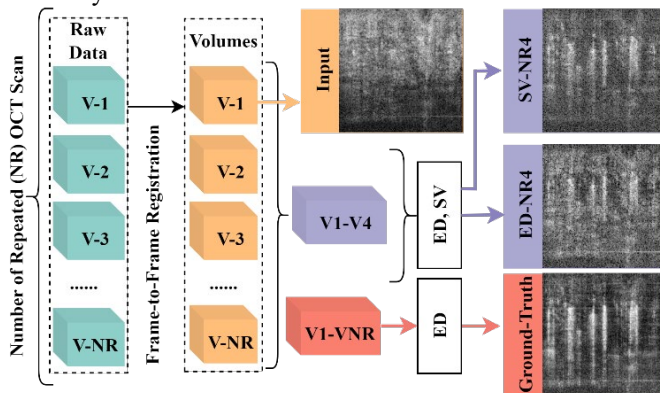 Number of Repeated (NR) OCT Scan
Raw
Data
V-1
V-2
V-3
......
V-NR
Frame-to-Frame Registration
Volumes
V-1
V-2
V-3
......
V-NR
Input
V1-V4
ED, SV
V1-VNR
ED
SV-NR4
ED-NR4
Ground-Truth